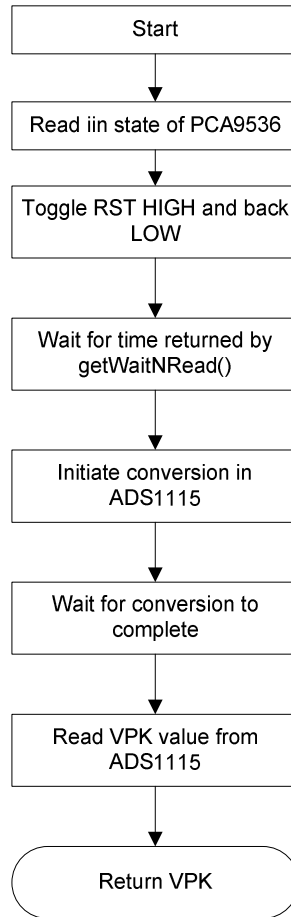 Start
Read iin state of PCA9536
Toggle RST HIGH and back
LOW
Wait for time returned by
getWaitNRead()
Initiate conversion in
ADS1115
Wait for conversion to
complete
Read VPK value from
ADS1115
Return VPK